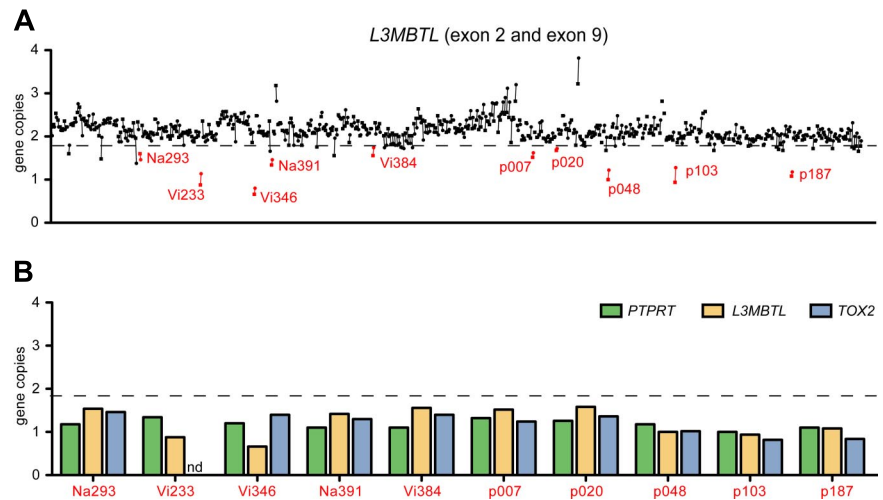 A
L3MBTL (exon 2 and exon 9)
gene copies
4
3
2
1
0
Na293
Vi233
Vi346
Na391
Vi384
p007
p020
p048
p103
p187
B
gene copies
4
3
2
1
0
PTPRT
L3MBTL
TOX2
nd
Na293
Vi233
Vi346
Na391
Vi384
p007
p020
p048
p103
p187